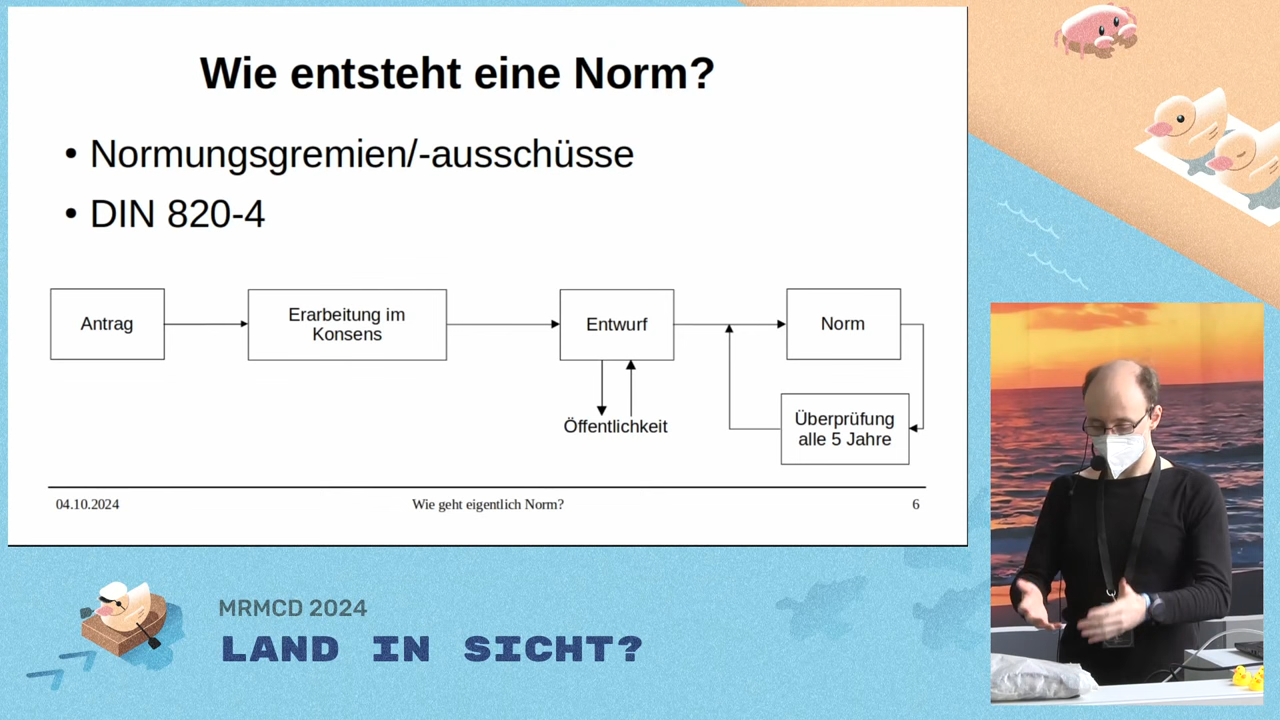 Wie entsteht eine Norm?
• Normungsgremien/-ausschüsse
• DIN 820-4
Antrag
Erarbeitung im
Konsens
Entwurf
Norm
Öffentlichkeit
Überprüfung
alle 5 Jahre
04.10.2024
Wie geht eigentlich Norm?
6
MRMCD 2024
LAND IN SICHT?